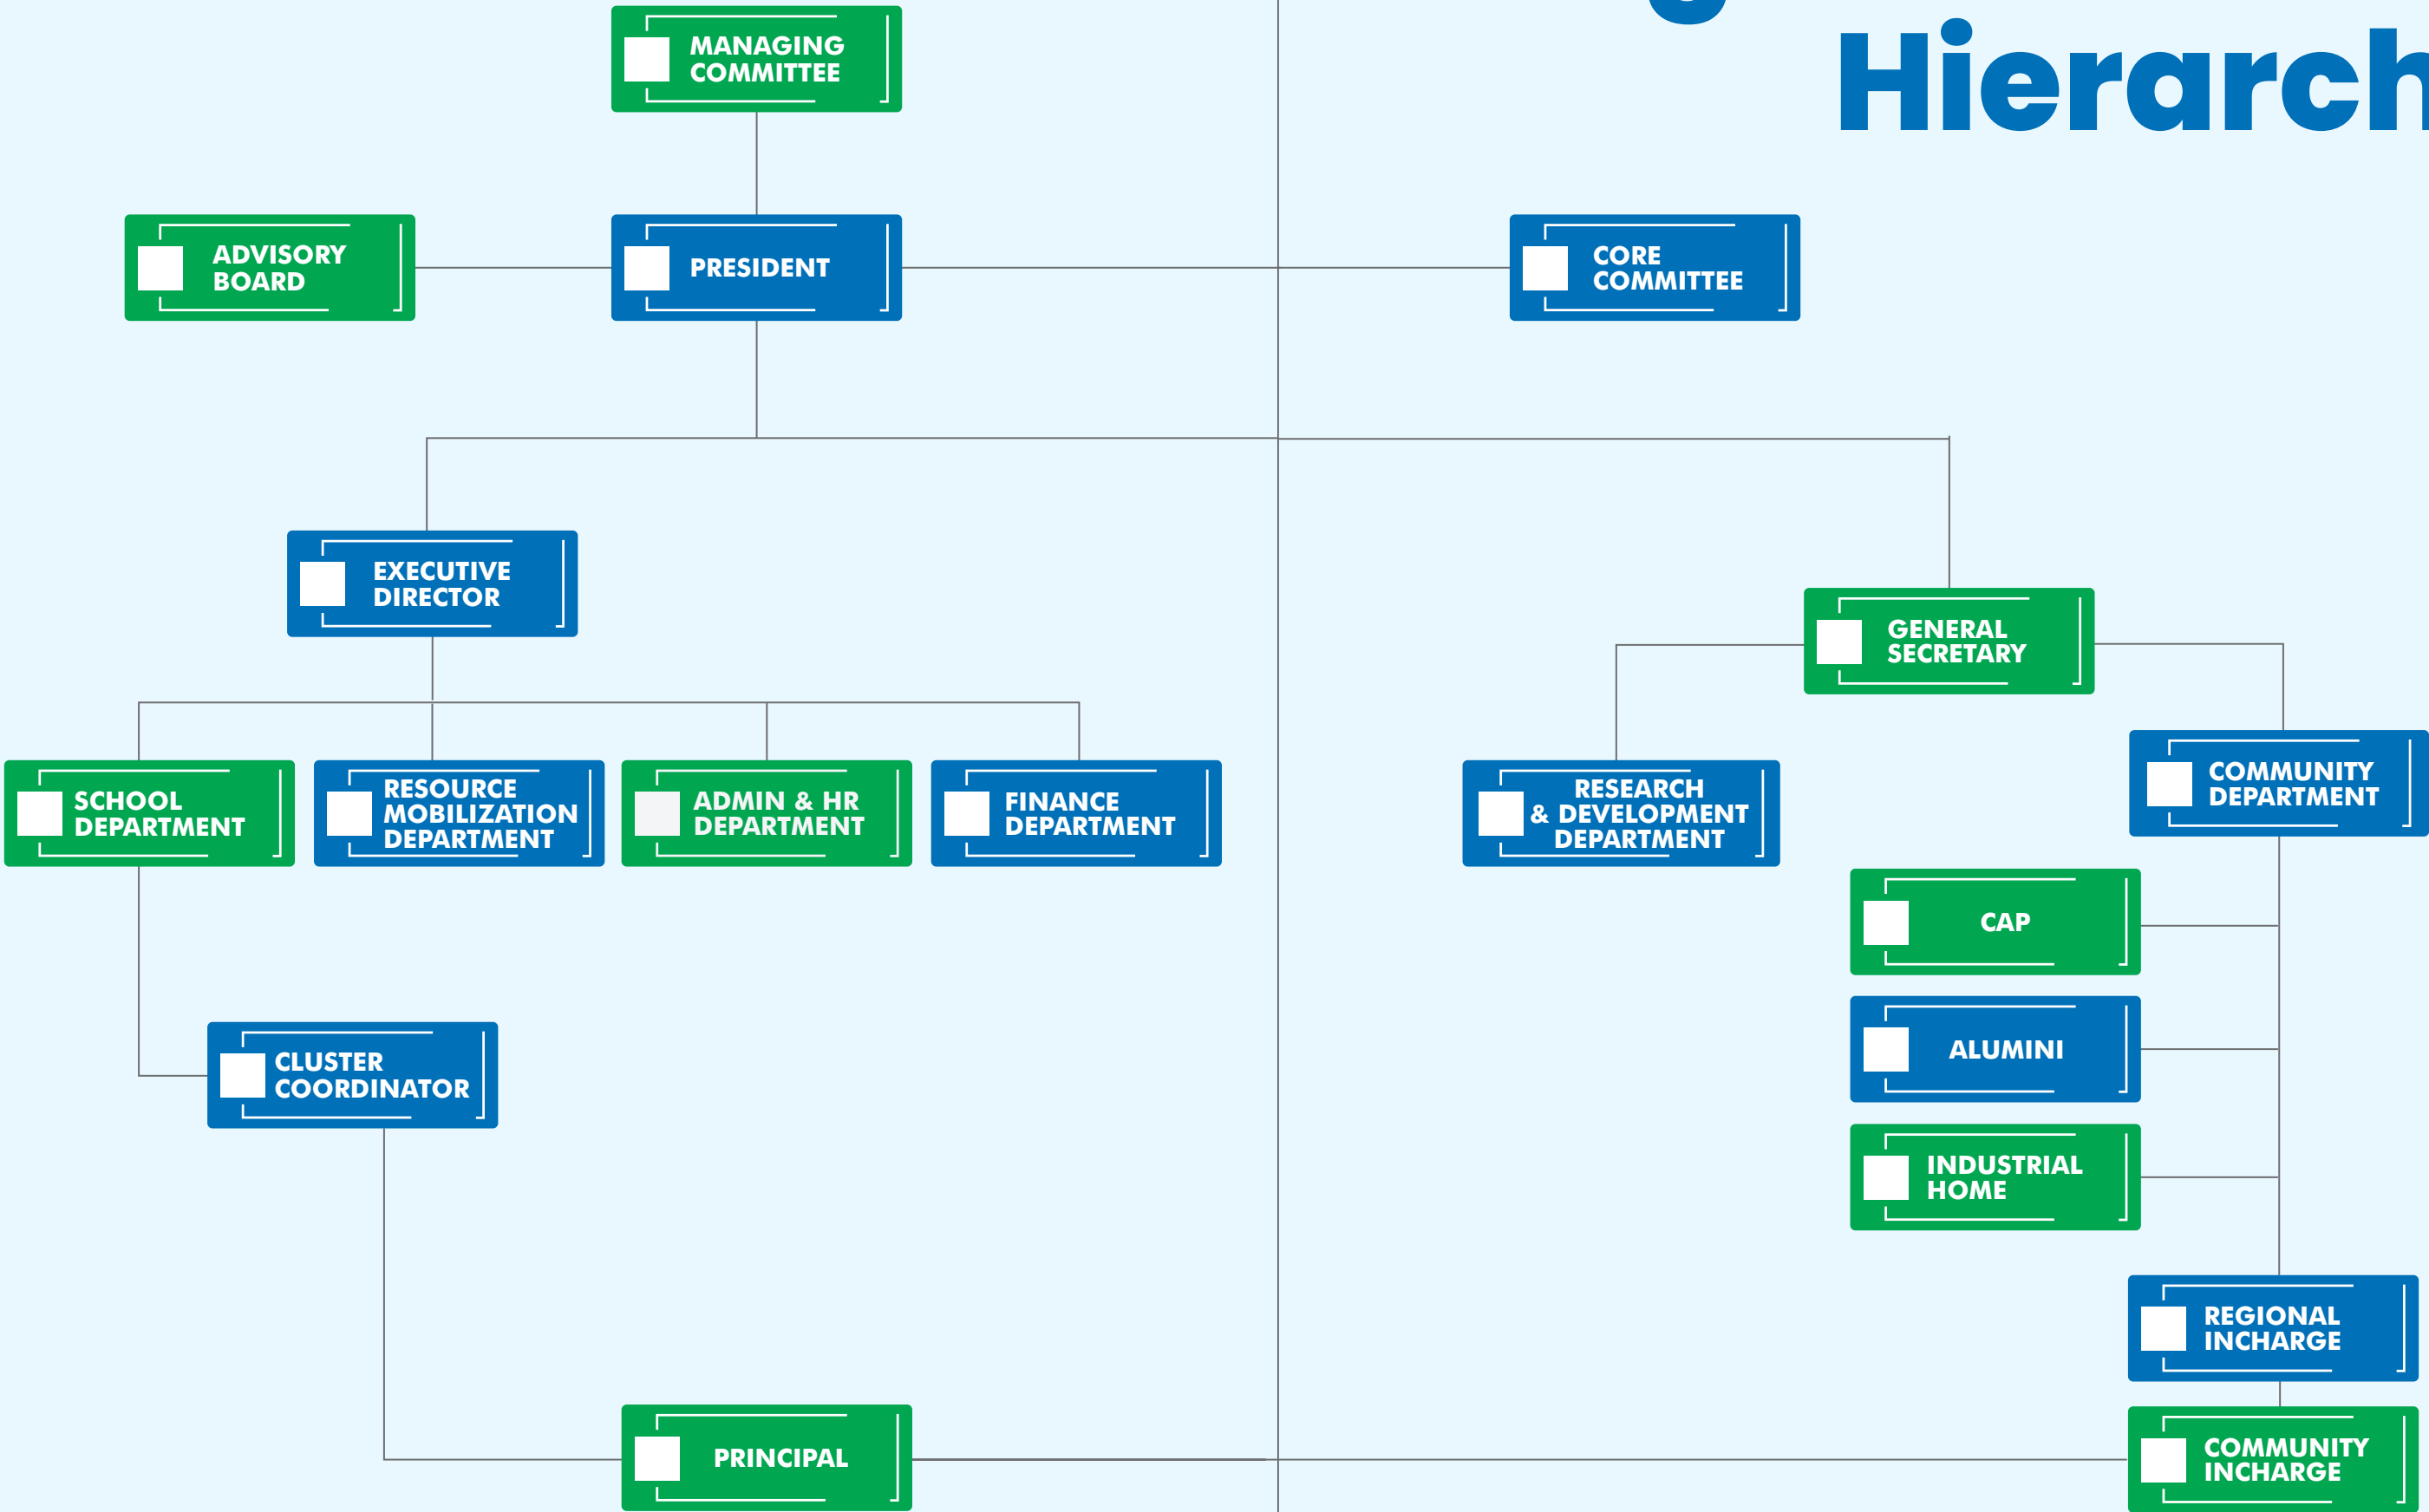 Hierarch
MANAGING
COMMITTEE
ADVISORY
BOARD
PRESIDENT
CORE
COMMITTEE
EXECUTIVE
DIRECTOR
GENERAL
SECRETARY
SCHOOL
DEPARTMENT
RESOURCE
MOBILIZATION
DEPARTMENT
ADMIN & HR
DEPARTMENT
FINANCE
DEPARTMENT
RESEARCH
& DEVELOPMENT
DEPARTMENT
COMMUNITY
DEPARTMENT
CAP
ALUMINI
INDUSTRIAL
HOME
CLUSTER
COORDINATOR
REGIONAL
INCHARGE
PRINCIPAL
COMMUNITY
INCHARGE